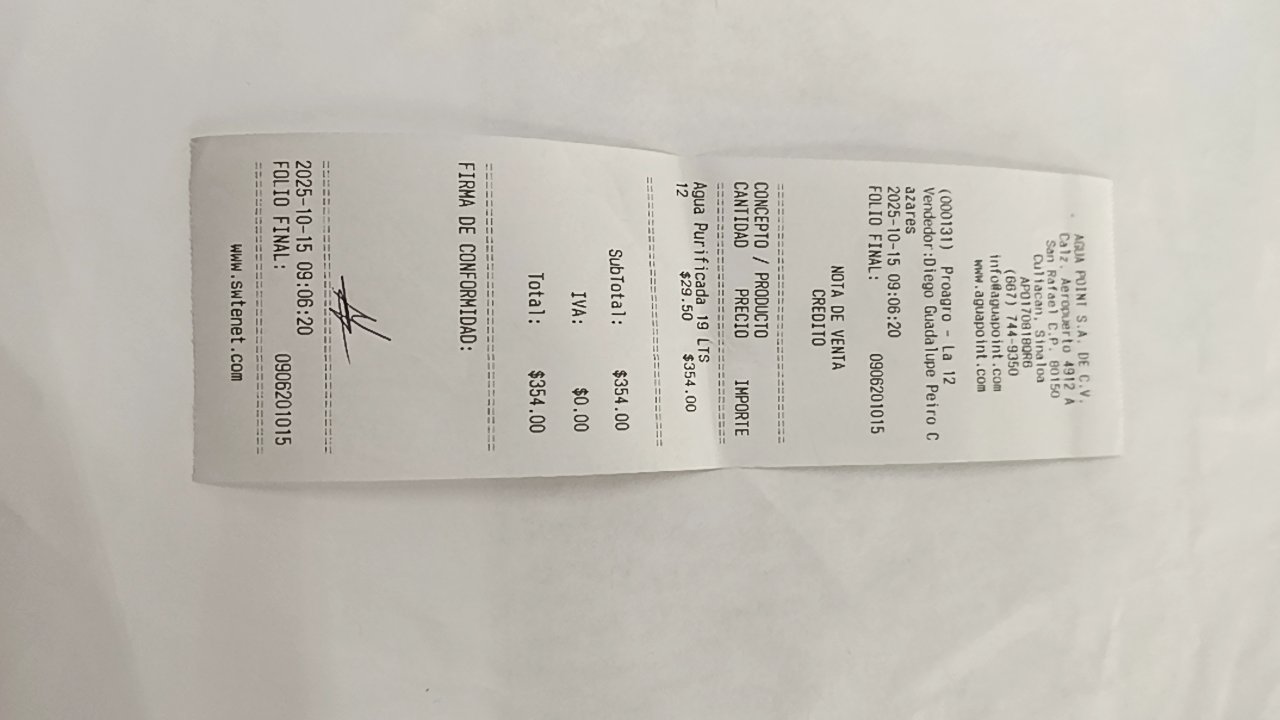 AGUA POINT S.A. DE C.V.
Calz. Aeropuerto 4912 A
San Rafael C.P. 80150
Culiacan, Sinaloa
APO170818QR6
(667) 744-9350
info@aguapoint.com
www.aguapoint.com
(000131) Proagro - La 12
Vendedor:Diego Guadalupe Peiro C
azares
2025-10-15 09:06:20
FOLIO FINAL: 0906201015
NOTA DE VENTA
CREDITO
================================
CONCEPTO / PRODUCTO
CANTIDAD PRECIO IMPORTE
================================
Agua Purificada 19 LTS
12 $29.50 $354.00
================================
SubTotal: $354.00
IVA: $0.00
Total: $354.00
================================
FIRMA DE CONFORMIDAD:
================================
2025-10-15 09:06:20
FOLIO FINAL: 0906201015
================================
www.swtenet.com